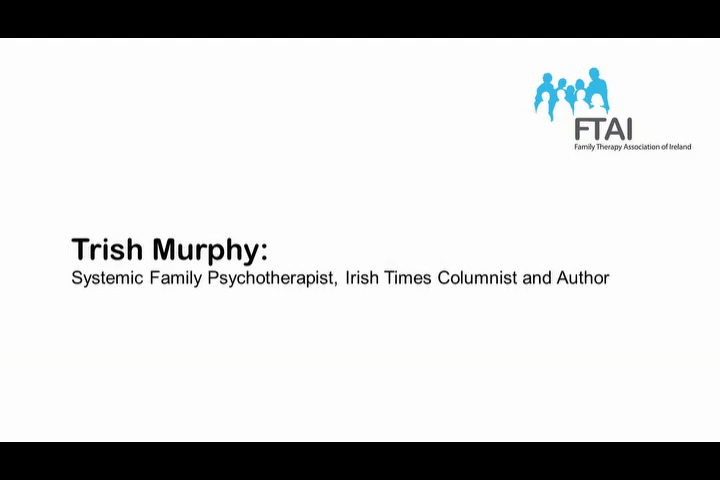 FTAI
Family Therapy Association of Ireland
Trish Murphy:
Systemic Family Psychotherapist, Irish Times Columnist and Author